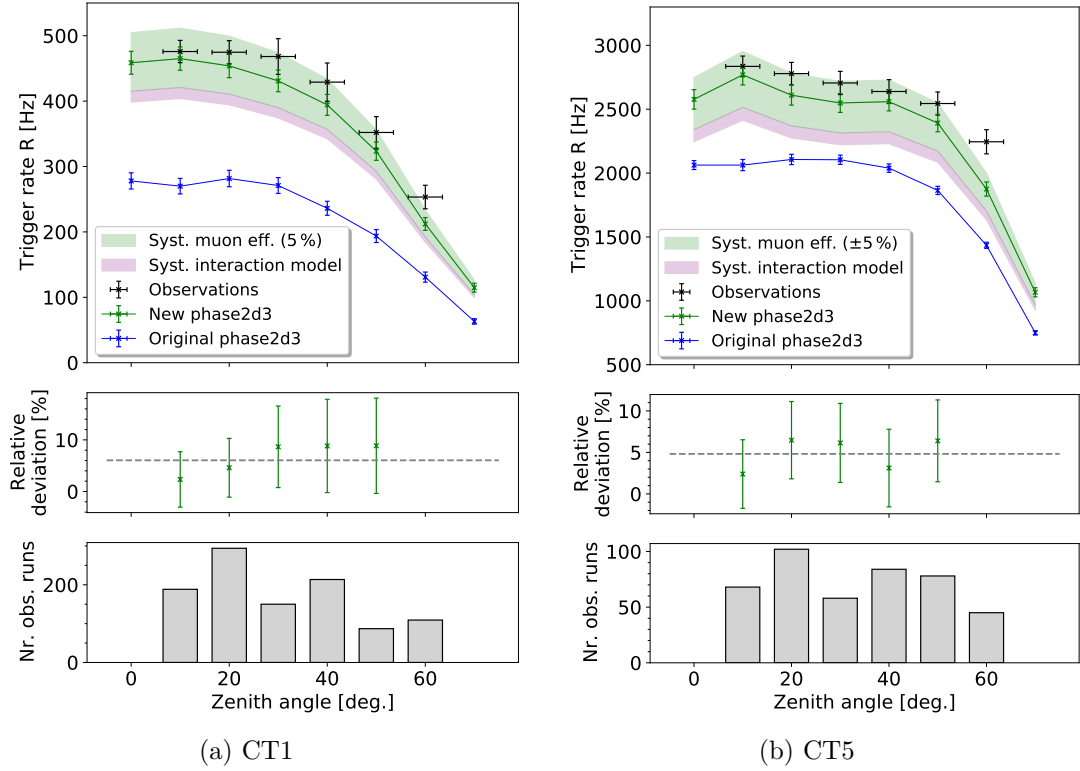 500
400
300
200
100
0
Trigger rate R [Hz]
Syst. muon eff. (5 %)
Syst. interaction model
Observations
New phase2d3
Original phase2d3
10
0
Relative
deviation [%]
200
0
Nr. obs. runs
0 20 40 60
Zenith angle [deg.]
(a) CT1
3000
2500
2000
1500
1000
500
Trigger rate R [Hz]
Syst. muon eff. (±5 %)
Syst. interaction model
Observations
New phase2d3
Original phase2d3
10
5
0
Relative
deviation [%]
100
50
0
Nr. obs. runs
0 20 40 60
Zenith angle [deg.]
(b) CT5